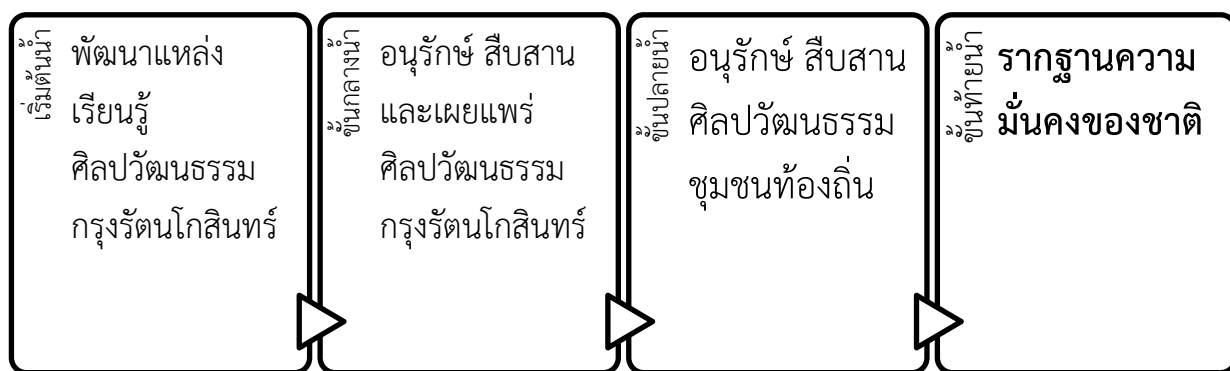 เริ่มต้นน้ำ
พัฒนาแหล่ง
เรียนรู้
ศิลปวัฒนธรรม
กรุงรัตนโกสินทร์
ขั้นกลางน้ำ
อนุรักษ์ สืบสาน
และเผยแพร่
ศิลปวัฒนธรรม
กรุงรัตนโกสินทร์
ขั้นปลายน้ำ
อนุรักษ์ สืบสาน
ศิลปวัฒนธรรม
ชุมชนท้องถิ่น
ขั้นท้ายน้ำ
รากฐานความ
มั่นคงของชาติ